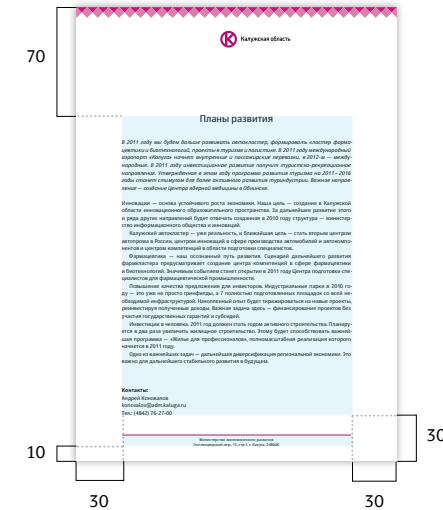 70
Калужская область
Планы развития
В 2011 году мы будем дальше развивать автокластер, формировать кластер фарма-
цевтики и биотехнологий, проекты в туризме и логистике. В 2011 году международный
аэропорт «Калуга» начнет внутренние и пассажирские перевозки, в 2012-м — между-
народные. В 2011 году инвестиционное развитие получит туристско-рекреационное
направление. Утвержденная в этом году программа развития туризма на 2011–2016
годы станет стимулом для более активного развития туриндустрии. Важное направ-
ление — создание Центра ядерной медицины в Обнинске.
Инновации — основа устойчивого роста экономики. Наша цель — создание в Калужской
области инновационного образовательного пространства. За дальнейшее развитие этого
и ряда других направлений будет отвечать созданная в 2010 году структура — министер-
ство информационного общества и инноваций.
Калужский автокластер — уже реальность, и ближайшая цель — стать вторым центром
автопрома в России, центром инноваций в сфере производства автомобилей и автокомпо-
нентов и центром компетенций в области подготовки специалистов.
Фармацевтика — наш осознанный путь развития. Сценарий дальнейшего развития
фармкластера предусматривает создание центра компетенций в сфере фармацевтики
и биотехнологий. Значимым событием станет открытие в 2011 году Центра подготовки спе-
циалистов для фармацевтической промышленности.
Повышение качества предложения для инвесторов. Индустриальные парки в 2010 го-
ду — это уже не просто гринфилды, а 7 полностью подготовленных площадок со всей не-
обходимой инфраструктурой. Накопленный опыт будет тиражироваться на новые проекты,
реинвестируя полученные доходы. Важная задача здесь — финансирование проектов без
участия государственных гарантий и субсидий.
Инвестиции в человека. 2011 год должен стать годом активного строительства. Планиру-
ется в два раза увеличить жилищное строительство. Этому будет способствовать важней-
шая программа — «Жилье для профессионалов», полномасштабная реализация которого
начнется в 2011 году.
Одна из важнейших задач — дальнейшая диверсификация региональной экономики. Это
важно для дальнейшего стабильного развития в будущем.
Контакты:
Андрей Коновалов
konovalov@adm.kaluga.ru
Тел.: (4842) 76-27-00
Министерство экономического развития
Госплощадский пер., 10, стр.1, г. Калуга, 248000
30
10
30
30